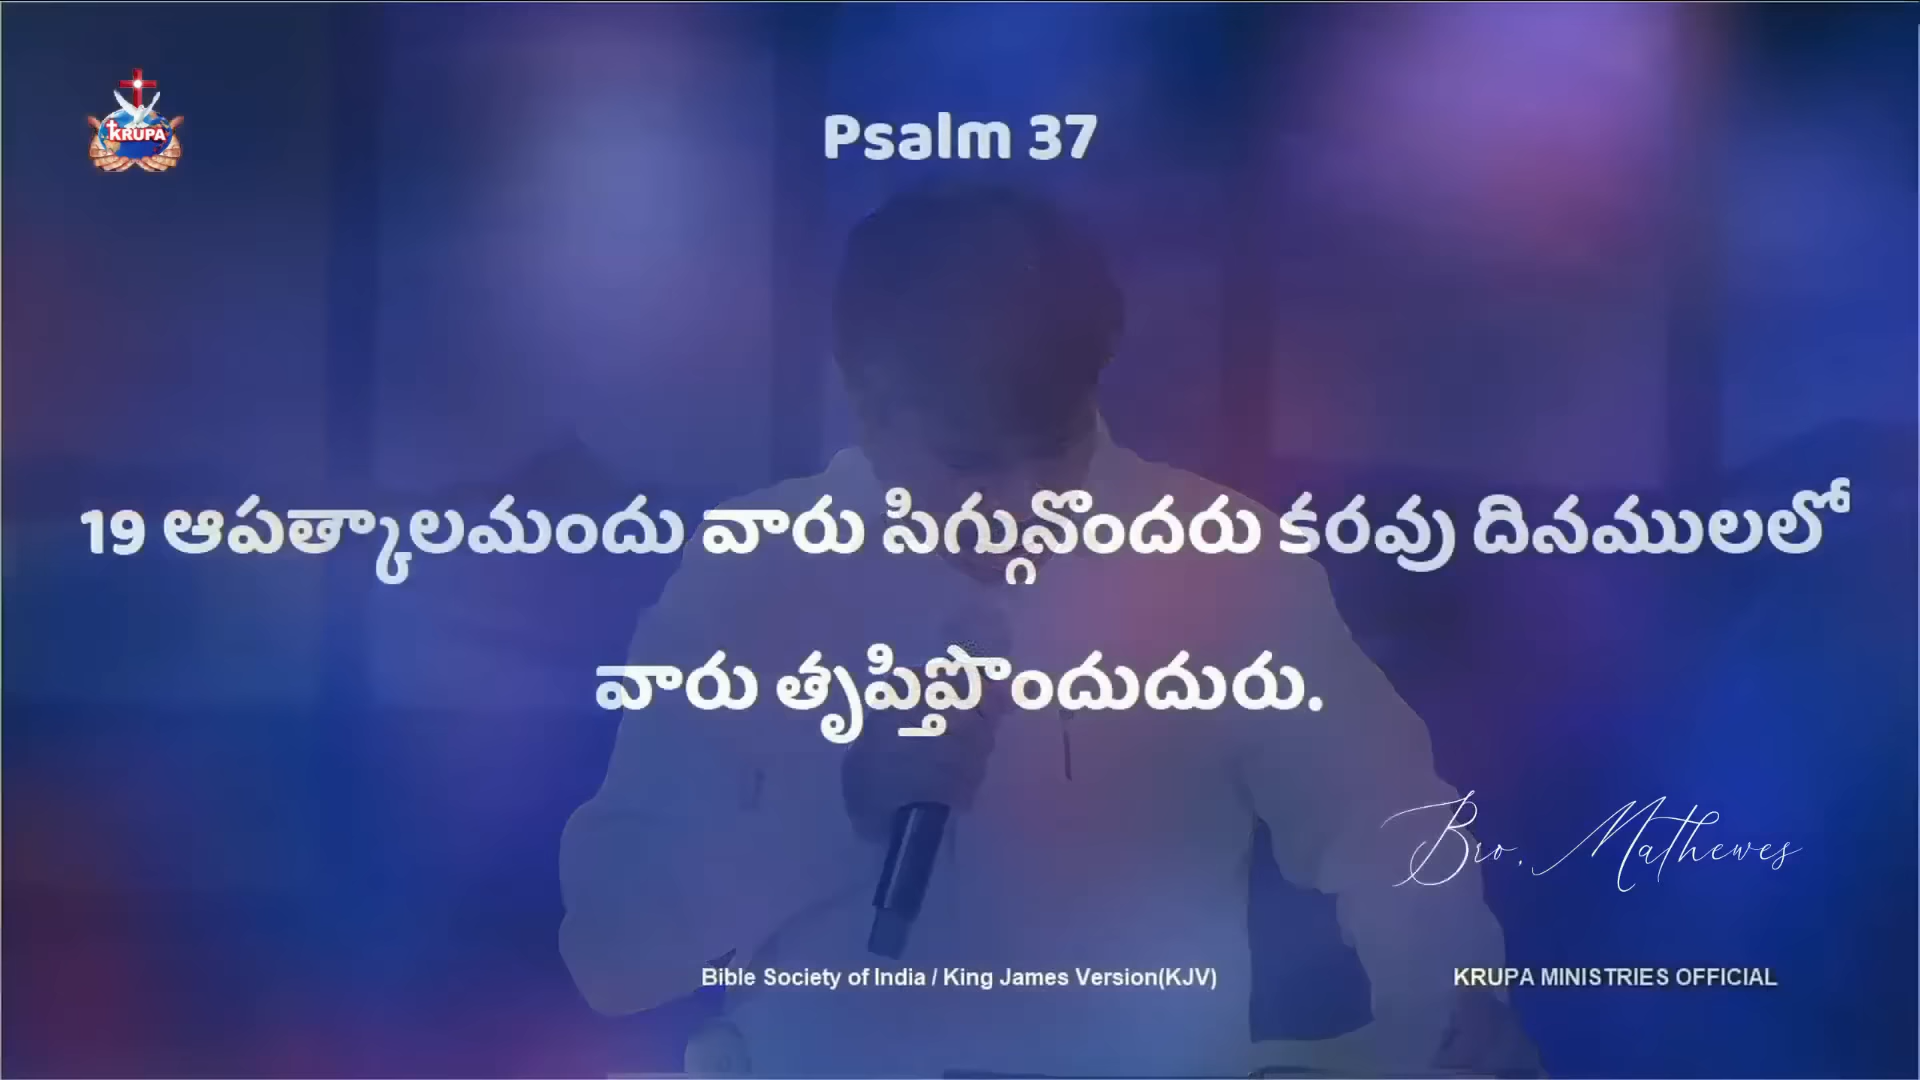 KRUPA
Psalm 37
19 ఆపత్కాలమందు వారు సిగ్గునొందరు కరవు దినములలో
వారు తృప్తిపొందుదురు.
Bro. Mathewes
Bible Society of India / King James Version(KJV)
KRUPA MINISTRIES OFFICIAL